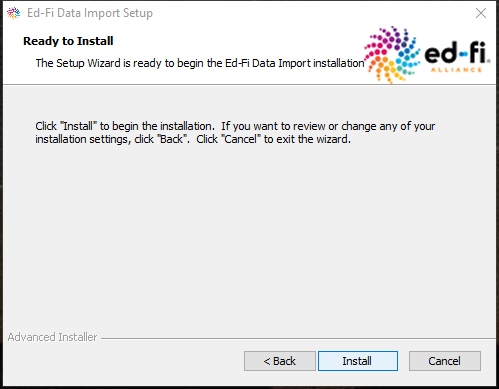 Ed-Fi Data Import Setup
Ready to Install
The Setup Wizard is ready to begin the Ed-Fi Data Import installation
ed-fi
ALLIANCE
Click "Install" to begin the installation. If you want to review or change any of your
installation settings, click "Back". Click "Cancel" to exit the wizard.
Advanced Installer
< Back
Install
Cancel